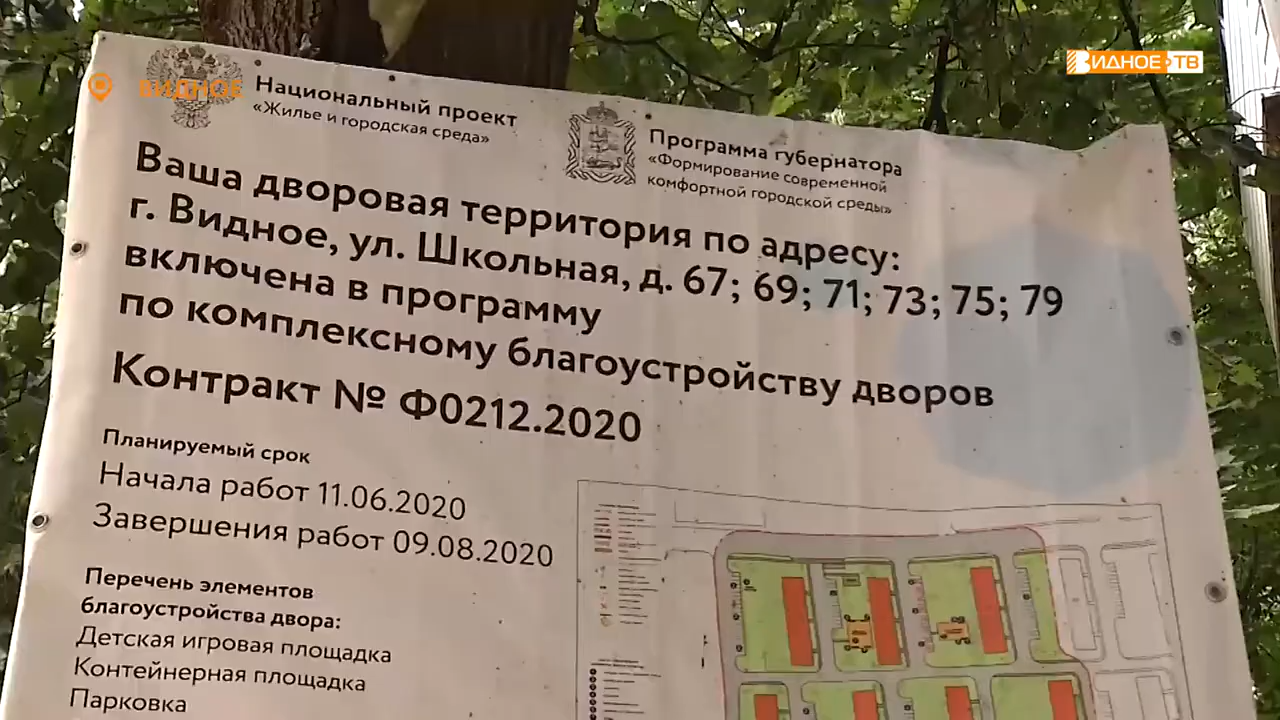 ВИДНОЕ
ВИДНОЕ ТВ
Национальный проект
«Жилье и городская среда»
Программа губернатора
«Формирование современной
комфортной городской среды»
Ваша дворовая территория по адресу:
г. Видное, ул. Школьная, д. 67; 69; 71; 73; 75; 79
включена в программу
по комплексному благоустройству дворов
Контракт № Ф0212.2020
Планируемый срок
Начала работ 11.06.2020
Завершения работ 09.08.2020
Перечень элементов
благоустройства двора:
Детская игровая площадка
Контейнерная площадка
Парковка